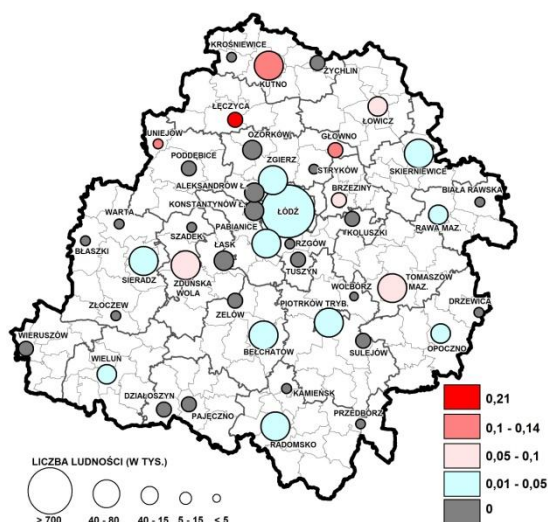 KROŚNIEWICE
KUTNO
ŻYCHLIN
ŁĘCZYCA
ŁOWICZ
UNIEJÓW
OZORKÓW
GŁOWNO
PODDĘBICE
ZGIERZ
STRYKÓW
SKIERNIEWICE
ALEKSANDRÓW Ł.
BRZEZINY
BIAŁA RAWSKA
KONSTANTYNÓW Ł.
ŁÓDŹ
WARTA
PABIANICE
KOLUSZKI
RAWA MAZ.
SZADEK
RZGÓW
BŁASZKI
ŁASK
TUSZYN
SIERADZ
ZDUŃSKA
WOLA
WOLBÓRZ
TOMASZÓW
MAZ.
ZŁOCZEW
ZELÓW
PIOTRKÓW TRYB.
DRZEWICA
WIERUSZÓW
BEŁCHATÓW
SULEJÓW
OPOCZNO
WIELUŃ
DZIAŁOSZYN
PAJĘCZNO
KAMIEŃSK
PRZEDBÓRZ
RADOMSKO
LICZBA LUDNOŚCI (W TYS.)
> 700 40 - 80 40 - 15 5 - 15 < 5
0,21
0,1 - 0,14
0,05 - 0,1
0,01 - 0,05
0